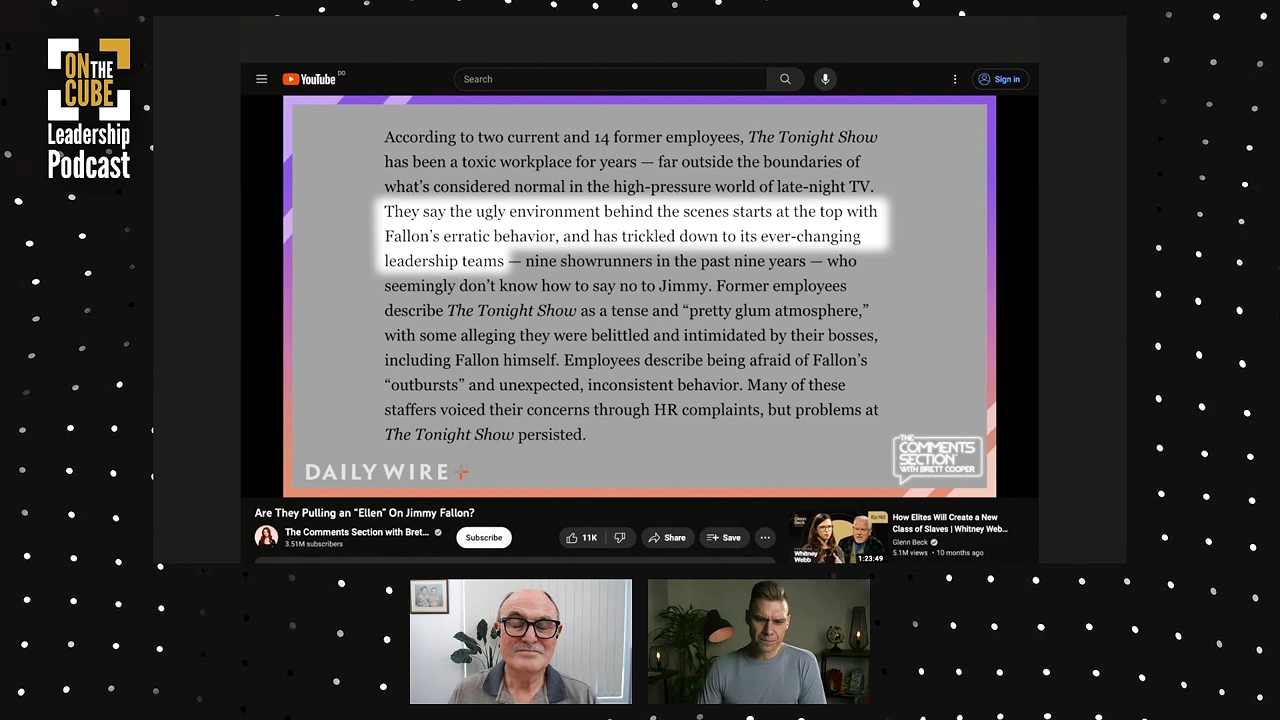 ON THE
CUBE
Leadership
Podcast
YouTube DO
Search
Sign in
According to two current and 14 former employees, The Tonight Show
has been a toxic workplace for years — far outside the boundaries of
what’s considered normal in the high-pressure world of late-night TV.
They say the ugly environment behind the scenes starts at the top with
Fallon’s erratic behavior, and has trickled down to its ever-changing
leadership teams — nine showrunners in the past nine years — who
seemingly don’t know how to say no to Jimmy. Former employees
describe The Tonight Show as a tense and “pretty glum atmosphere,”
with some alleging they were belittled and intimidated by their bosses,
including Fallon himself. Employees describe being afraid of Fallon’s
“outbursts” and unexpected, inconsistent behavior. Many of these
staffers voiced their concerns through HR complaints, but problems at
The Tonight Show persisted.
DAILY WIRE+
THE
COMMENTS
SECTION
WITH BRETT COOPER
Are They Pulling an “Ellen” On Jimmy Fallon?
The Comments Section with Bret...
3.51M subscribers
Subscribe
11K
Share
Save
Glenn
Beck
Ep.162
Whitney
Webb
1:23:49
How Elites Will Create a New
Class of Slaves | Whitney Web...
Glenn Beck
5.1M views • 10 months ago